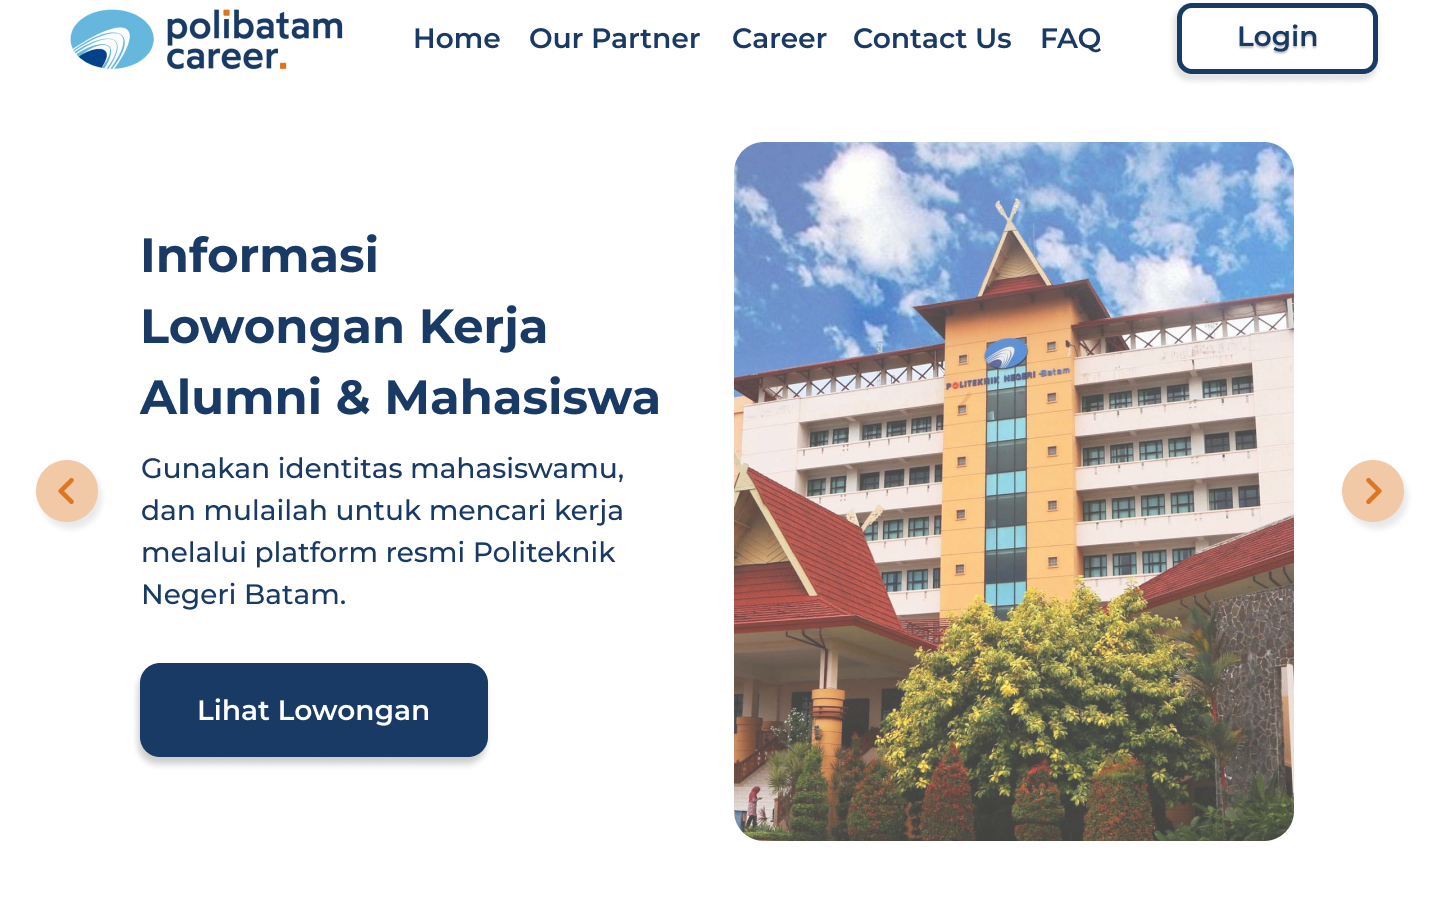 polibatam
career.
Home Our Partner Career Contact Us FAQ
Login
Informasi
Lowongan Kerja
Alumni & Mahasiswa
Gunakan identitas mahasiswamu,
dan mulailah untuk mencari kerja
melalui platform resmi Politeknik
Negeri Batam.
Lihat Lowongan
POLITEKNIK NEGERI Batam